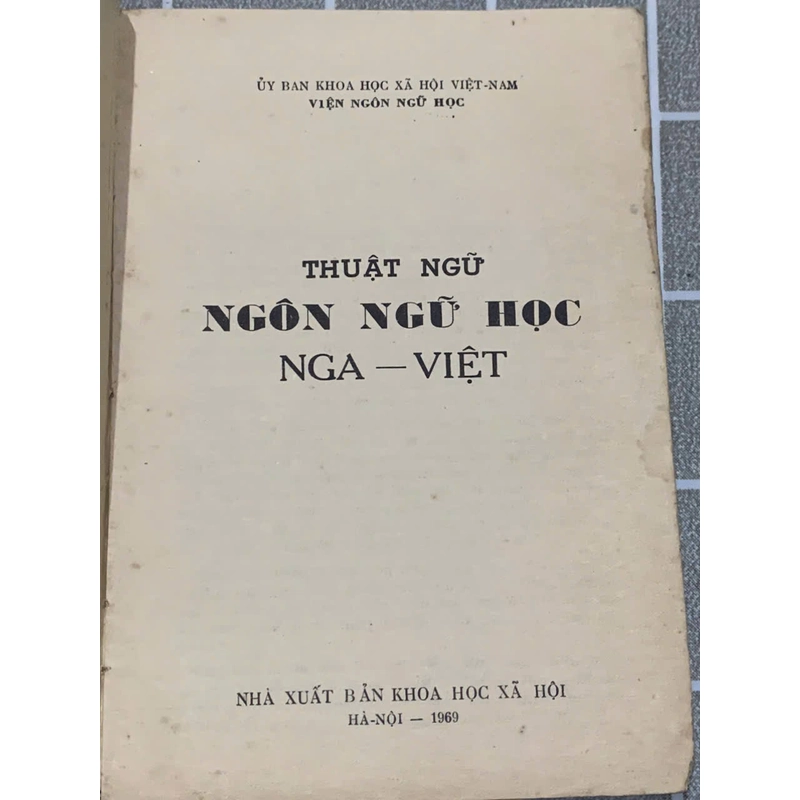 ỦY BAN KHOA HỌC XÃ HỘI VIỆT-NAM
VIỆN NGÔN NGỮ HỌC
THUẬT NGỮ
NGÔN NGỮ HỌC
NGA — VIỆT
NHÀ XUẤT BẢN KHOA HỌC XÃ HỘI
HÀ-NỘI — 1969